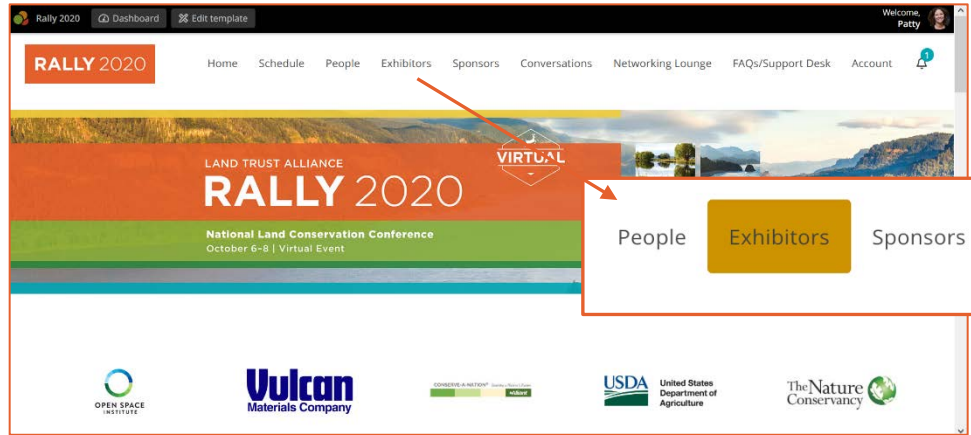 Rally 2020 Dashboard Edit template Welcome,
Patty
RALLY 2020 Home Schedule People Exhibitors Sponsors Conversations Networking Lounge FAQs/Support Desk Account 1
VIRTUAL
LAND TRUST ALLIANCE
RALLY 2020
National Land Conservation Conference
October 6–8 | Virtual Event
People Exhibitors Sponsors
OPEN SPACE
INSTITUTE
Vulcan
Materials Company
CONSERVE-A-NATION®
USDA United States
Department of
Agriculture
The Nature
Conservancy